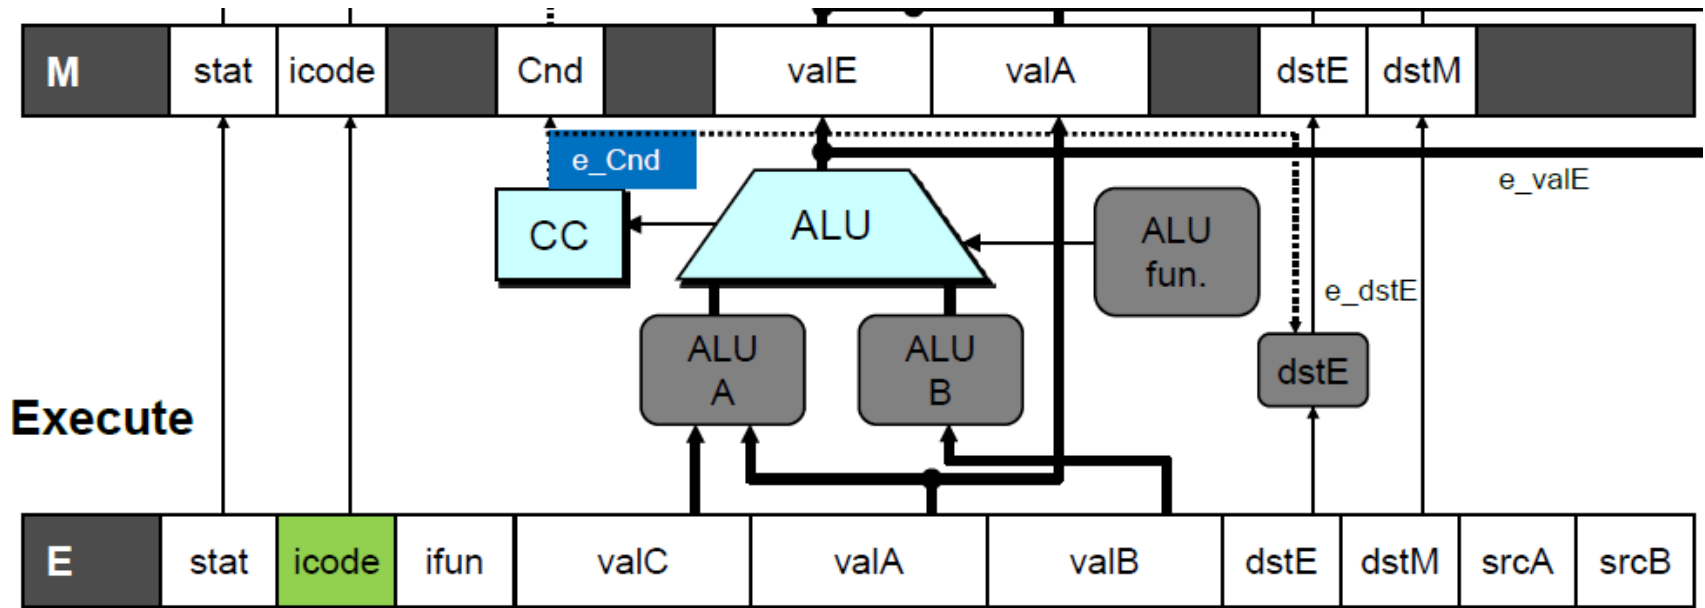 M stat icode Cnd valE valA dstE dstM
e_Cnd
e_valE
CC
ALU
ALU
fun.
e_dstE
ALU
A
ALU
B
dstE
Execute
E stat icode ifun valC valA valB dstE dstM srcA srcB